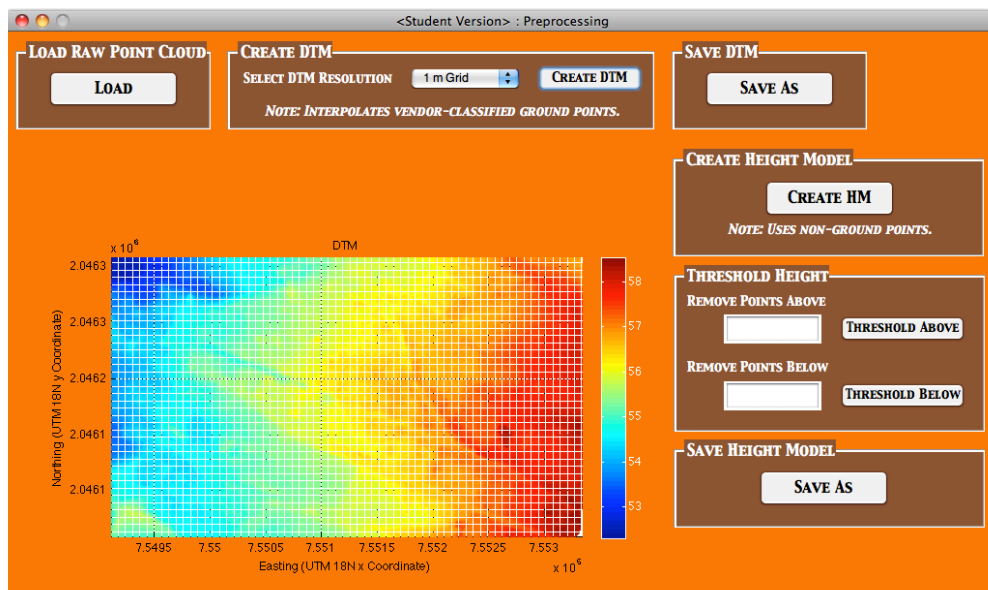 <Student Version> : Preprocessing
LOAD RAW POINT CLOUD
LOAD
CREATE DTM
SELECT DTM RESOLUTION
1 m Grid
CREATE DTM
NOTE: INTERPOLATES VENDOR-CLASSIFIED GROUND POINTS.
SAVE DTM
SAVE AS
CREATE HEIGHT MODEL
CREATE HM
NOTE: USES NON-GROUND POINTS.
THRESHOLD HEIGHT
REMOVE POINTS ABOVE
THRESHOLD ABOVE
REMOVE POINTS BELOW
THRESHOLD BELOW
SAVE HEIGHT MODEL
SAVE AS
DTM
x 10^6
2.0463
2.0463
2.0462
2.0461
2.0461
Northing (UTM 18N y Coordinate)
7.5495 7.55 7.5505 7.551 7.5515 7.552 7.5525 7.553
Easting (UTM 18N x Coordinate)
x 10^6
58
57
56
55
54
53